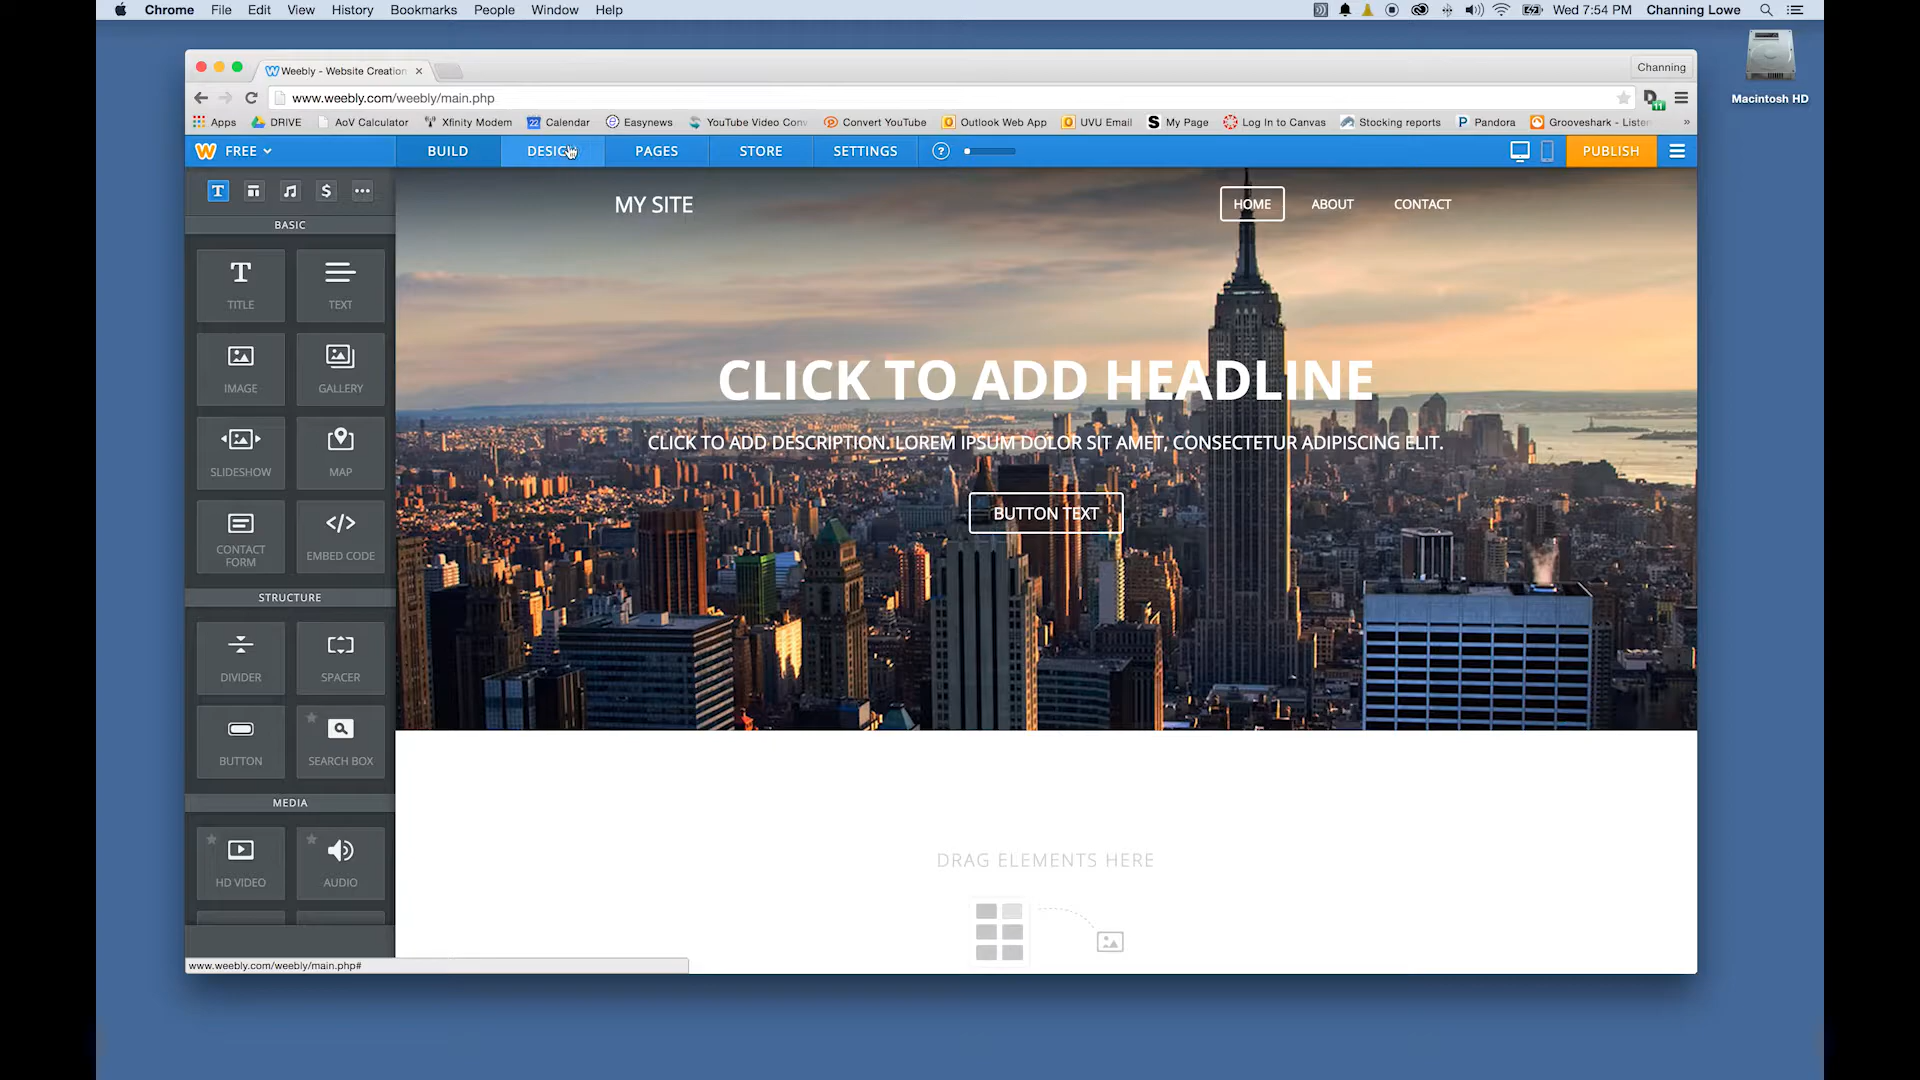 Chrome File Edit View History Bookmarks People Window Help Wed 7:54 PM Channing Lowe
Macintosh HD
Weebly - Website Creation
Channing
www.weebly.com/weebly/main.php
Apps DRIVE AoV Calculator Xfinity Modem 22 Calendar Easynews YouTube Video Conv Convert YouTube Outlook Web App UVU Email S My Page Log In to Canvas Stocking reports P Pandora Grooveshark - Listen »
FREE BUILD DESIGN PAGES STORE SETTINGS ? PUBLISH
T $
MY SITE HOME ABOUT CONTACT
BASIC
TITLE TEXT
IMAGE GALLERY
SLIDESHOW MAP
CONTACT FORM EMBED CODE
STRUCTURE
DIVIDER SPACER
BUTTON SEARCH BOX
MEDIA
HD VIDEO AUDIO
CLICK TO ADD HEADLINE
CLICK TO ADD DESCRIPTION. LOREM IPSUM DOLOR SIT AMET, CONSECTETUR ADIPISCING ELIT.
BUTTON TEXT
DRAG ELEMENTS HERE
www.weebly.com/weebly/main.php#